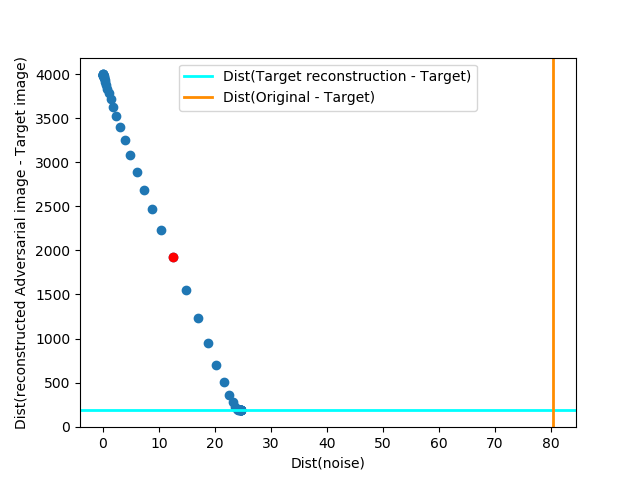 Dist(Target reconstruction - Target)
Dist(Original - Target)
Dist(reconstructed Adversarial image - Target image)
4000
3500
3000
2500
2000
1500
1000
500
0
0 10 20 30 40 50 60 70 80
Dist(noise)